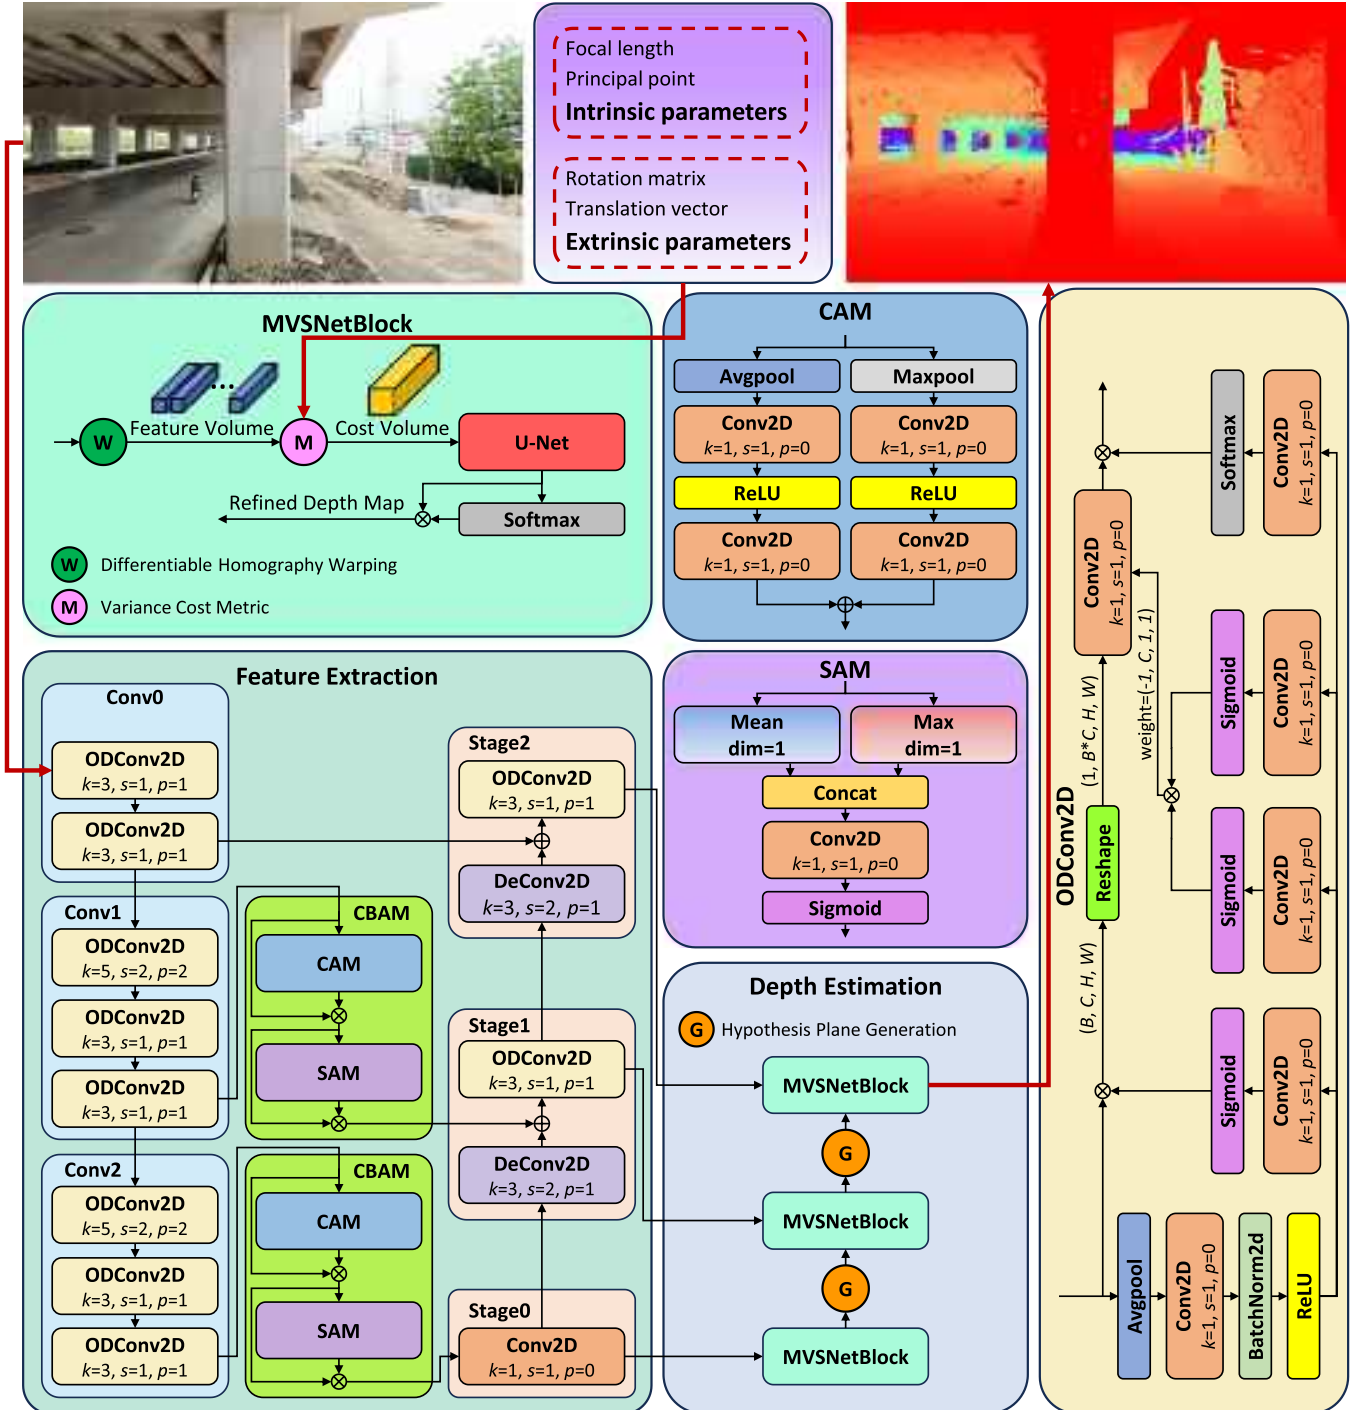 Focal length
Principal point
Intrinsic parameters
Rotation matrix
Translation vector
Extrinsic parameters
MVSNetBlock
Feature Volume
Cost Volume
W
M
U-Net
Softmax
Refined Depth Map
W Differentiable Homography Warping
M Variance Cost Metric
CAM
Avgpool
Maxpool
Conv2D
k=1, s=1, p=0
Conv2D
k=1, s=1, p=0
ReLU
ReLU
Conv2D
k=1, s=1, p=0
Conv2D
k=1, s=1, p=0
Feature Extraction
Conv0
ODConv2D
k=3, s=1, p=1
ODConv2D
k=3, s=1, p=1
Conv1
ODConv2D
k=5, s=2, p=2
ODConv2D
k=3, s=1, p=1
ODConv2D
k=3, s=1, p=1
Conv2
ODConv2D
k=5, s=2, p=2
ODConv2D
k=3, s=1, p=1
ODConv2D
k=3, s=1, p=1
CBAM
CAM
SAM
CBAM
CAM
SAM
Stage2
ODConv2D
k=3, s=1, p=1
DeConv2D
k=3, s=2, p=1
Stage1
ODConv2D
k=3, s=1, p=1
DeConv2D
k=3, s=2, p=1
Stage0
Conv2D
k=1, s=1, p=0
SAM
Mean
dim=1
Max
dim=1
Concat
Conv2D
k=1, s=1, p=0
Sigmoid
Depth Estimation
G Hypothesis Plane Generation
MVSNetBlock
G
MVSNetBlock
G
MVSNetBlock
ODConv2D
Softmax
Conv2D
k=1, s=1, p=0
Conv2D
k=1, s=1, p=0
weight=(-1, C, 1, 1)
(1, B*C, H, W)
Sigmoid
Conv2D
k=1, s=1, p=0
Reshape
Sigmoid
Conv2D
k=1, s=1, p=0
(B, C, H, W)
Sigmoid
Conv2D
k=1, s=1, p=0
Avgpool
Conv2D
k=1, s=1, p=0
BatchNorm2d
ReLU